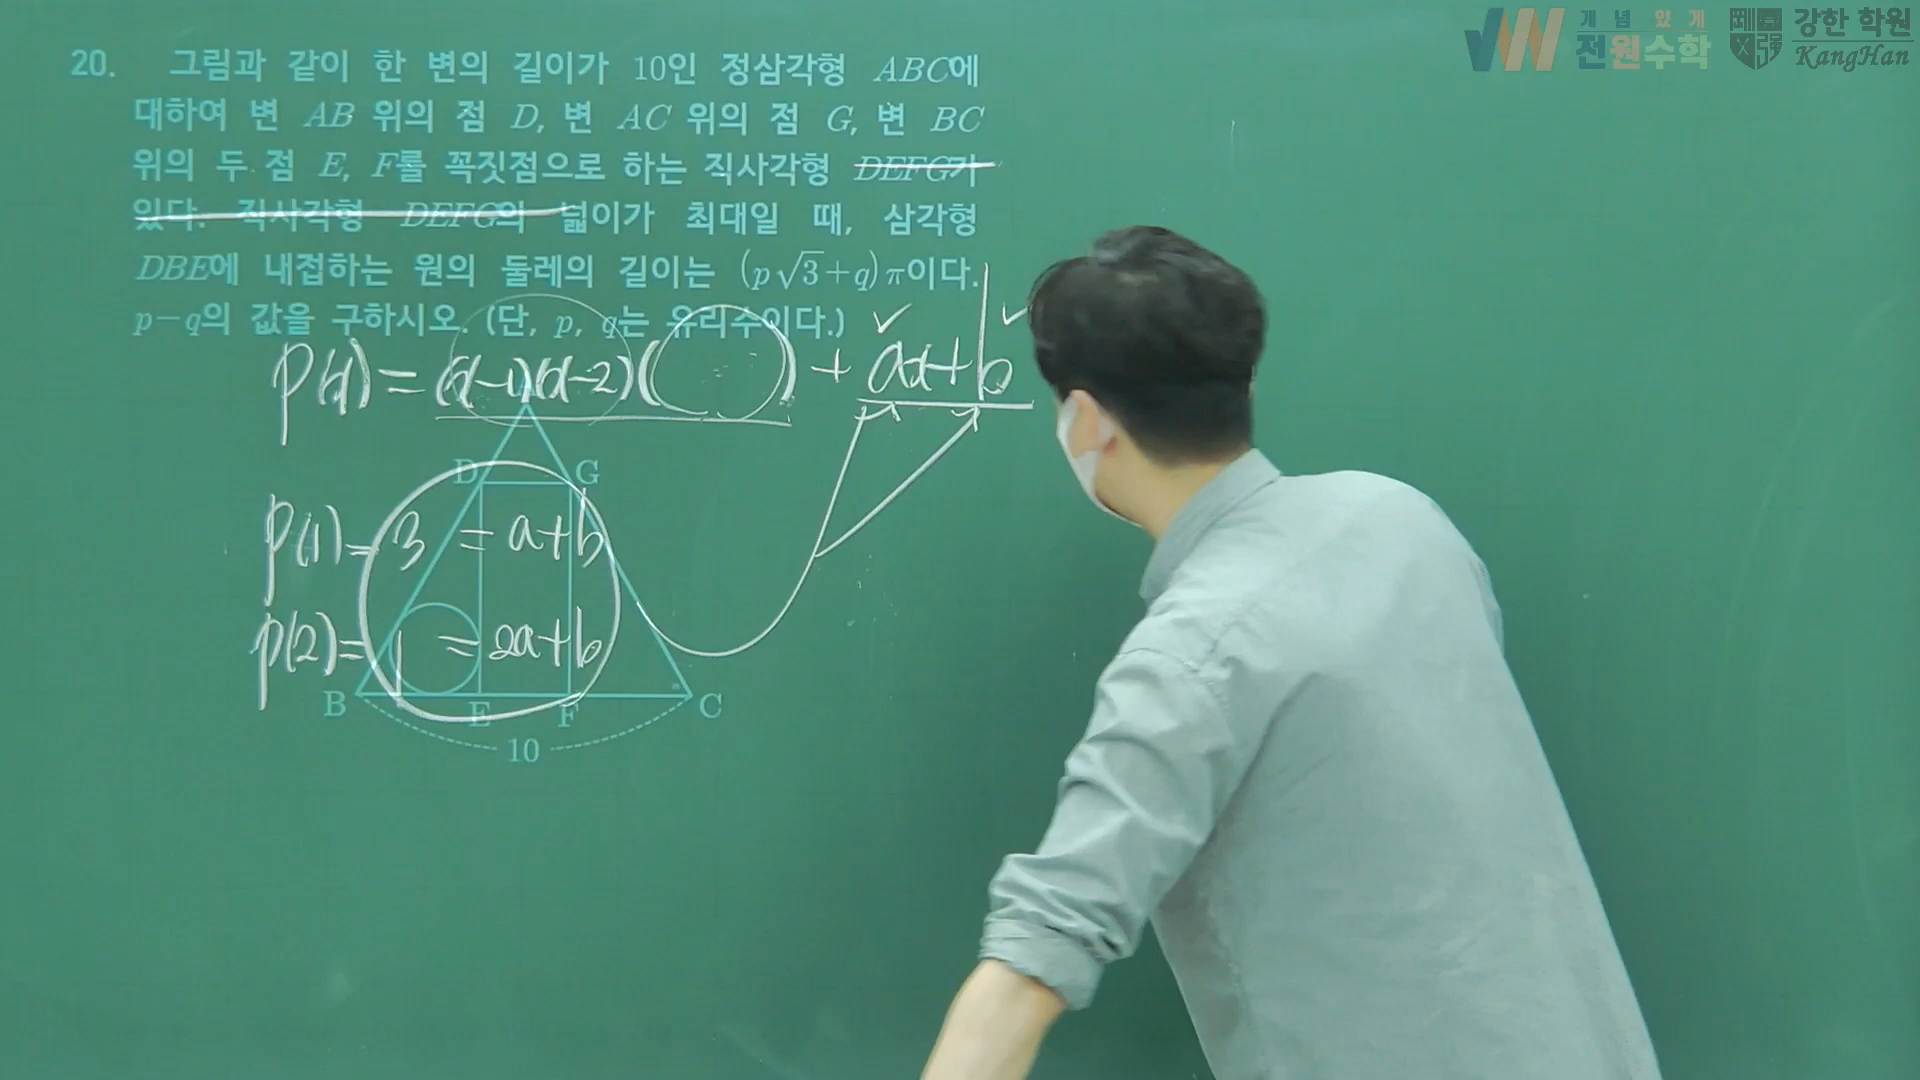 개 념 있 게
전원수학
강한 학원
KangHan
20. 그림과 같이 한 변의 길이가 10인 정삼각형 ABC에
대하여 변 AB 위의 점 D, 변 AC 위의 점 G, 변 BC
위의 두 점 E, F를 꼭짓점으로 하는 직사각형 DEFG가
있다. 직사각형 DEFG의 넓이가 최대일 때, 삼각형
DBE에 내접하는 원의 둘레의 길이는 (p√3+q)π이다.
p-q의 값을 구하시오. (단, p, q는 유리수이다.)
P(x) = (x-1)(x-2)( ) + ax+b
D G
P(1) = 3 = a+b
P(2) = 1 = 2a+b
B E F C
10